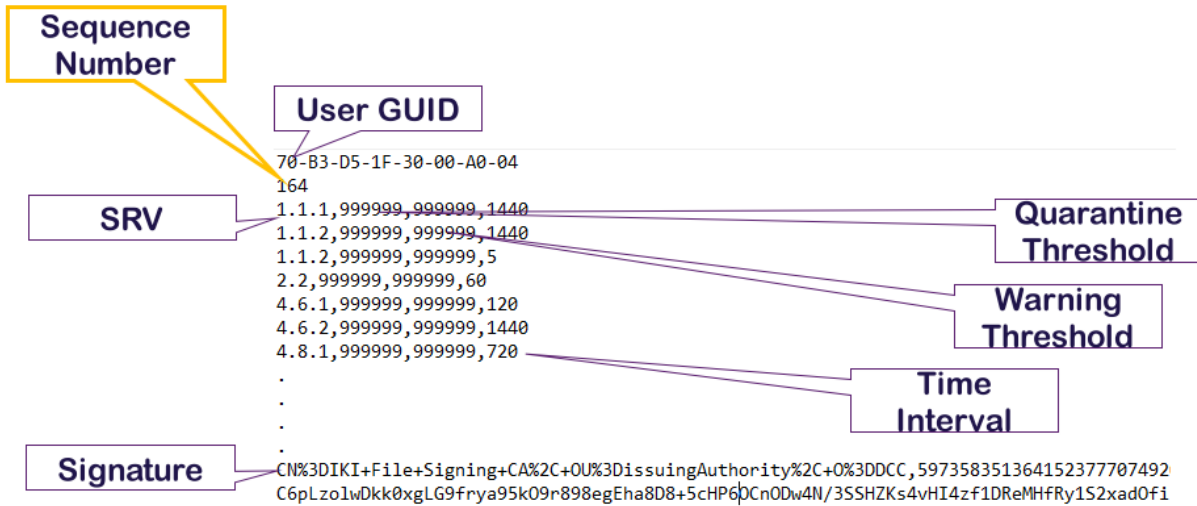 Sequence
Number
User GUID
70-B3-D5-1F-30-00-A0-04
164
SRV
1.1.1,999999,999999,1440
Quarantine
Threshold
1.1.2,999999,999999,1440
1.1.2,999999,999999,5
2.2,999999,999999,60
4.6.1,999999,999999,120
Warning
Threshold
4.6.2,999999,999999,1440
4.8.1,999999,999999,720
Time
Interval
.
.
.
.
Signature
CN%3DIKI+File+Signing+CA%2C+OU%3DissuingAuthority%2C+O%3DDCC,597358351364152377707492
C6pLzolwDkk0xgLG9frya95kO9r898egEha8D8+5cHP6OCnODw4N/3SSHZKs4vHI4zf1DReMHfRy1S2xadOfi